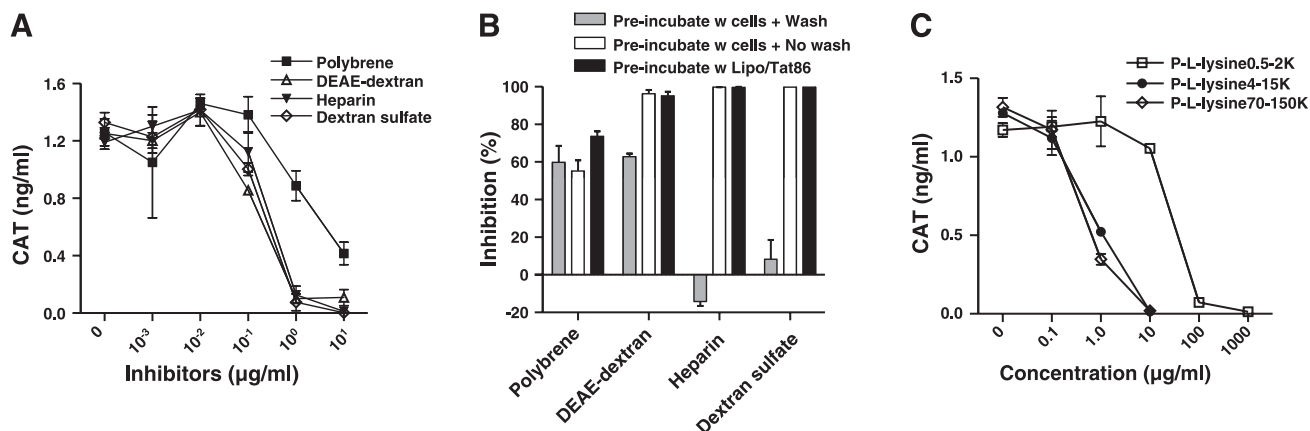 A
Polybrene
DEAE-dextran
Heparin
Dextran sulfate
CAT (ng/ml)
1.6
1.2
0.8
0.4
0.0
0
10-3
10-2
10-1
100
101
Inhibitors (µg/ml)
B
Pre-incubate w cells + Wash
Pre-incubate w cells + No wash
Pre-incubate w Lipo/Tat86
Inhibition (%)
100
80
60
40
20
0
-20
Polybrene
DEAE-dextran
Heparin
Dextran sulfate
C
P-L-lysine0.5-2K
P-L-lysine4-15K
P-L-lysine70-150K
CAT (ng/ml)
1.5
1.0
0.5
0.0
0
0.1
1.0
10
100
1000
Concentration (µg/ml)